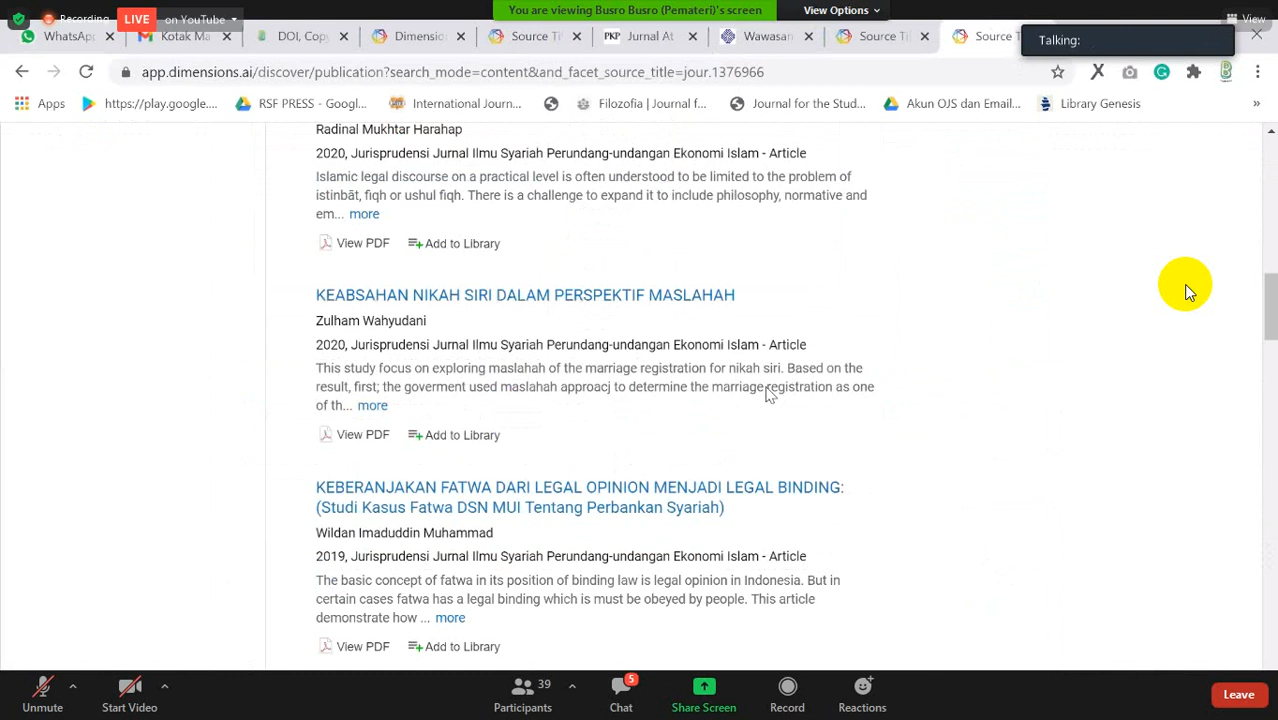 Recording
LIVE
on YouTube
You are viewing Busro Busro (Pemateri)'s screen
View Options
View
WhatsApp
Kotak Ma
DOI, Cop
Dimension
Source Ti
PKP
Jurnal At
Wawasan
Source Ti
Source T
Talking:
app.dimensions.ai/discover/publication?search_mode=content&and_facet_source_title=jour.1376966
Apps
https://play.google....
RSF PRESS - Googl...
International Journ...
Filozofia | Journal f...
Journal for the Stud...
Akun OJS dan Email...
Library Genesis
»
Radinal Mukhtar Harahap
2020, Jurisprudensi Jurnal Ilmu Syariah Perundang-undangan Ekonomi Islam - Article
Islamic legal discourse on a practical level is often understood to be limited to the problem of
istinbāt, fiqh or ushul fiqh. There is a challenge to expand it to include philosophy, normative and
em... more
View PDF
Add to Library
KEABSAHAN NIKAH SIRI DALAM PERSPEKTIF MASLAHAH
Zulham Wahyudani
2020, Jurisprudensi Jurnal Ilmu Syariah Perundang-undangan Ekonomi Islam - Article
This study focus on exploring maslahah of the marriage registration for nikah siri. Based on the
result, first; the goverment used maslahah approacj to determine the marriage registration as one
of th... more
View PDF
Add to Library
KEBERANJAKAN FATWA DARI LEGAL OPINION MENJADI LEGAL BINDING:
(Studi Kasus Fatwa DSN MUI Tentang Perbankan Syariah)
Wildan Imaduddin Muhammad
2019, Jurisprudensi Jurnal Ilmu Syariah Perundang-undangan Ekonomi Islam - Article
The basic concept of fatwa in its position of binding law is legal opinion in Indonesia. But in
certain cases fatwa has a legal binding which is must be obeyed by people. This article
demonstrate how ... more
View PDF
Add to Library
Unmute
Start Video
39
Participants
5
Chat
Share Screen
Record
Reactions
Leave